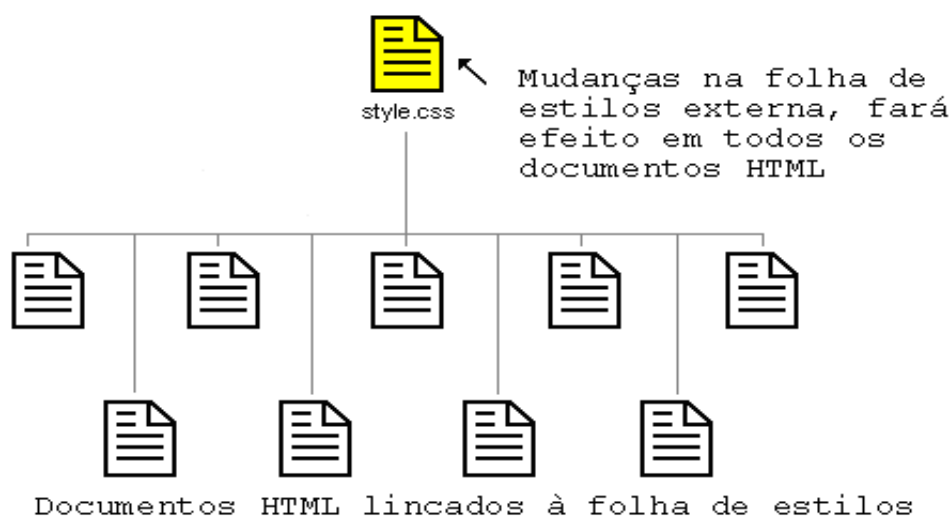 style.css
Mudanças na folha de
estilos externa, fará
efeito em todos os
documentos HTML
Documentos HTML lincados à folha de estilos